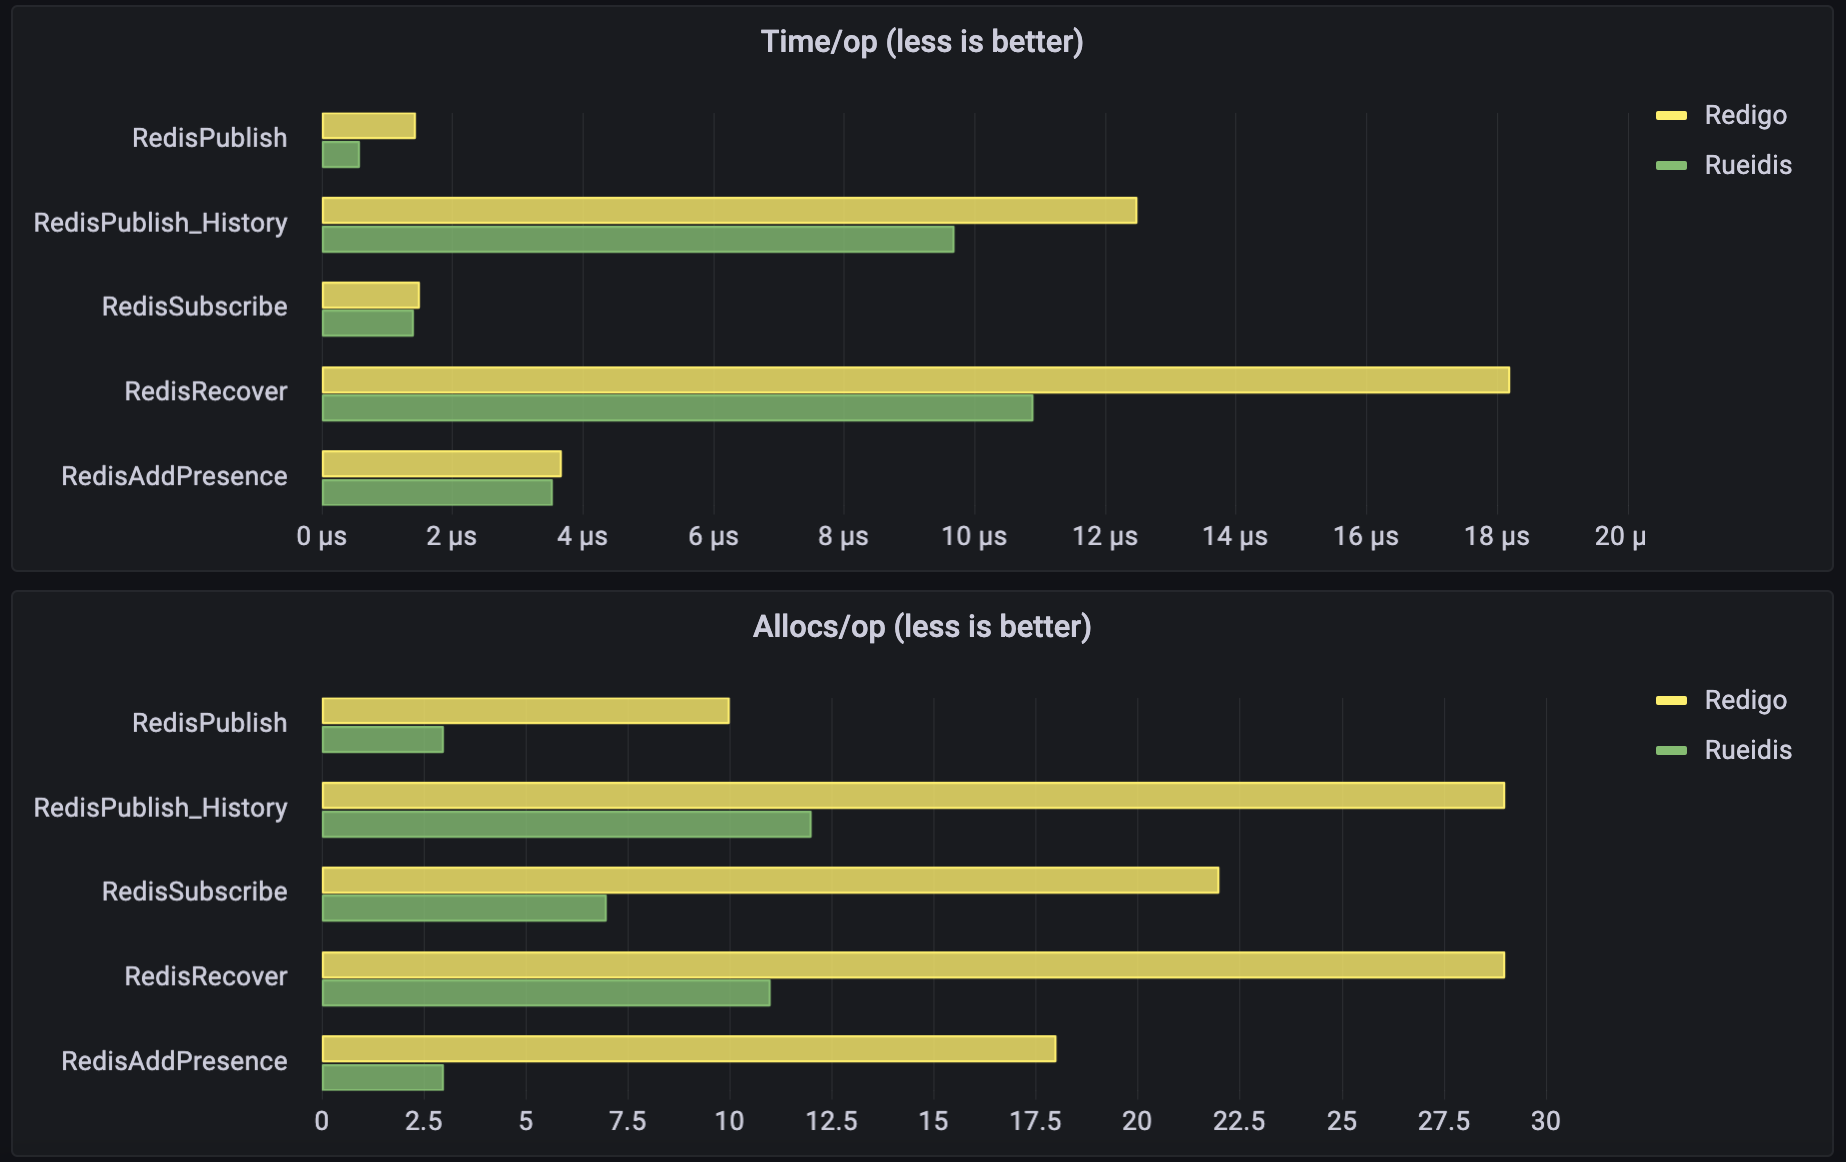 Time/op (less is better)
Redigo
Rueidis
RedisPublish
RedisPublish_History
RedisSubscribe
RedisRecover
RedisAddPresence
0 µs 2 µs 4 µs 6 µs 8 µs 10 µs 12 µs 14 µs 16 µs 18 µs 20 µ
Allocs/op (less is better)
Redigo
Rueidis
RedisPublish
RedisPublish_History
RedisSubscribe
RedisRecover
RedisAddPresence
0 2.5 5 7.5 10 12.5 15 17.5 20 22.5 25 27.5 30